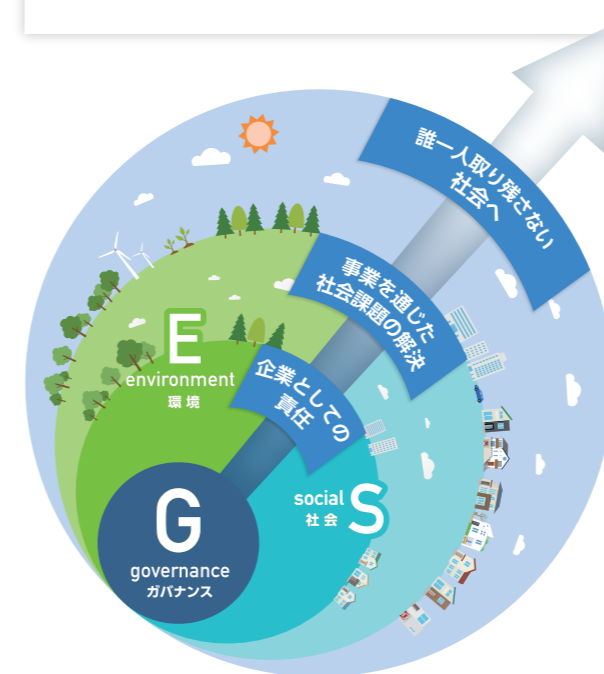 誰一人取り残さない
社会へ
事業を通じた
社会課題の解決
企業としての
責任
E
environment
環境
social S
社会
G
governance
ガバナンス